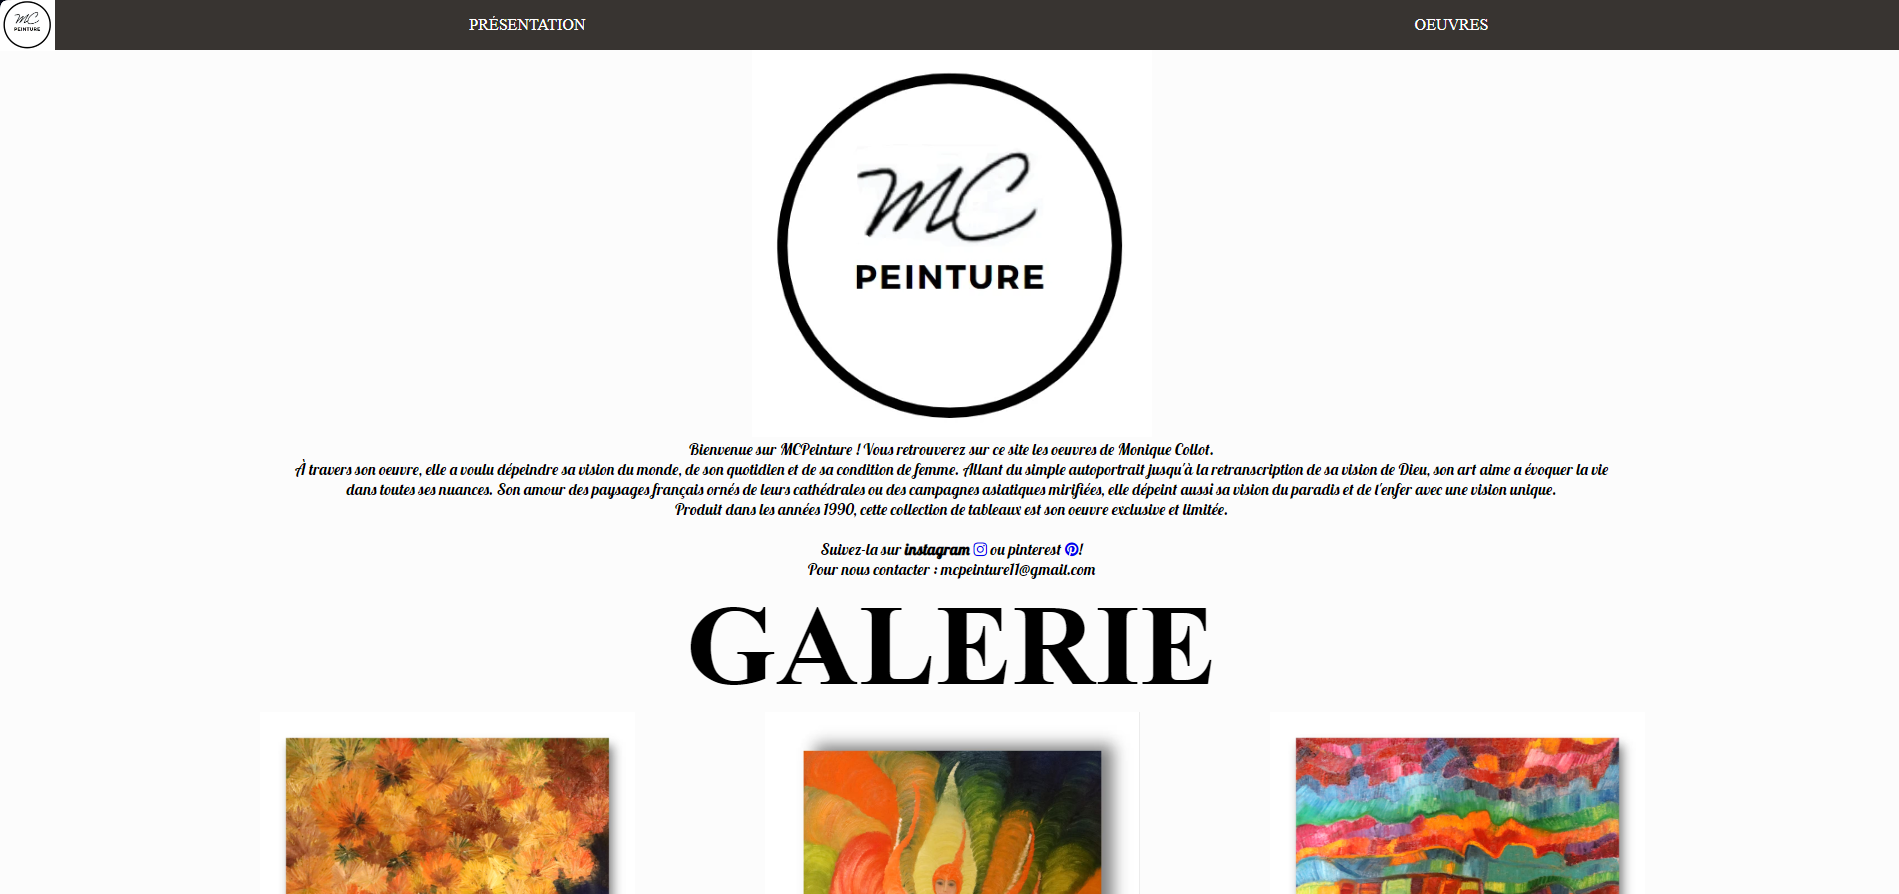 MC
PEINTURE
PRÉSENTATION
OEUVRES
MC
PEINTURE
Bienvenue sur MCPeinture ! Vous retrouverez sur ce site les oeuvres de Monique Collot.
À travers son oeuvre, elle a voulu dépeindre sa vision du monde, de son quotidien et de sa condition de femme. Allant du simple autoportrait jusqu'à la retranscription de sa vision de Dieu, son art aime a évoquer la vie
dans toutes ses nuances. Son amour des paysages français ornés de leurs cathédrales ou des campagnes asiatiques mirifiées, elle dépeint aussi sa vision du paradis et de l'enfer avec une vision unique.
Produit dans les années 1990, cette collection de tableaux est son oeuvre exclusive et limitée.
Suivez-la sur instagram ou pinterest !
Pour nous contacter : mcpeinture11@gmail.com
GALERIE